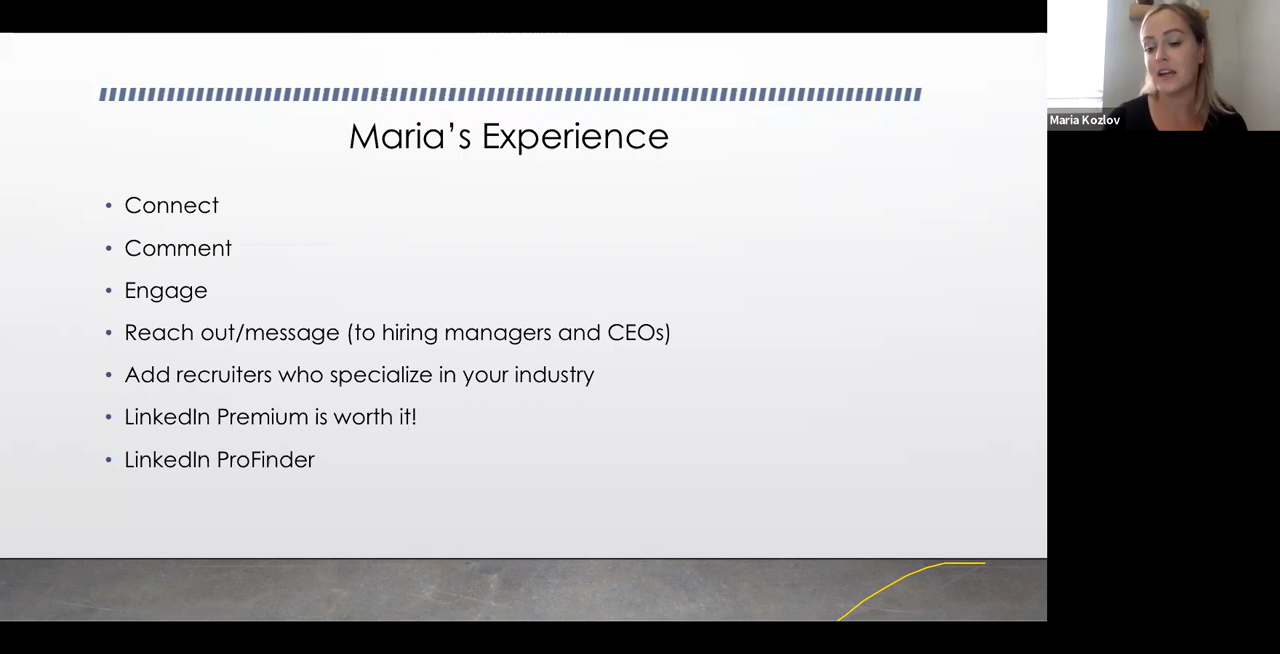 Maria's Experience
• Connect
• Comment
• Engage
• Reach out/message (to hiring managers and CEOs)
• Add recruiters who specialize in your industry
• LinkedIn Premium is worth it!
• LinkedIn ProFinder
Maria Kozlov